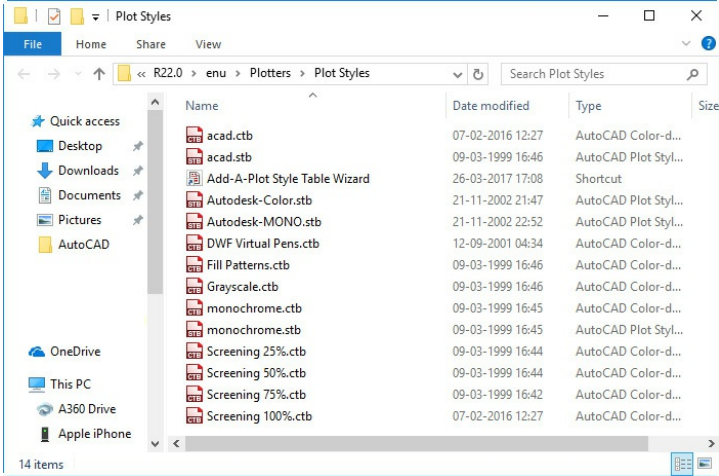 Plot Styles
File Home Share View
« R22.0 > enu > Plotters > Plot Styles Search Plot Styles
Name Date modified Type Size
Quick access
Desktop
Downloads
Documents
Pictures
AutoCAD
OneDrive
This PC
A360 Drive
Apple iPhone
acad.ctb 07-02-2016 12:27 AutoCAD Color-d...
acad.stb 09-03-1999 16:46 AutoCAD Plot Styl...
Add-A-Plot Style Table Wizard 26-03-2017 17:08 Shortcut
Autodesk-Color.stb 21-11-2002 21:47 AutoCAD Plot Styl...
Autodesk-MONO.stb 21-11-2002 22:52 AutoCAD Plot Styl...
DWF Virtual Pens.ctb 12-09-2001 04:34 AutoCAD Color-d...
Fill Patterns.ctb 09-03-1999 16:46 AutoCAD Color-d...
Grayscale.ctb 09-03-1999 16:46 AutoCAD Color-d...
monochrome.ctb 09-03-1999 16:45 AutoCAD Color-d...
monochrome.stb 09-03-1999 16:45 AutoCAD Plot Styl...
Screening 25%.ctb 09-03-1999 16:44 AutoCAD Color-d...
Screening 50%.ctb 09-03-1999 16:44 AutoCAD Color-d...
Screening 75%.ctb 09-03-1999 16:42 AutoCAD Color-d...
Screening 100%.ctb 07-02-2016 12:27 AutoCAD Color-d...
14 items